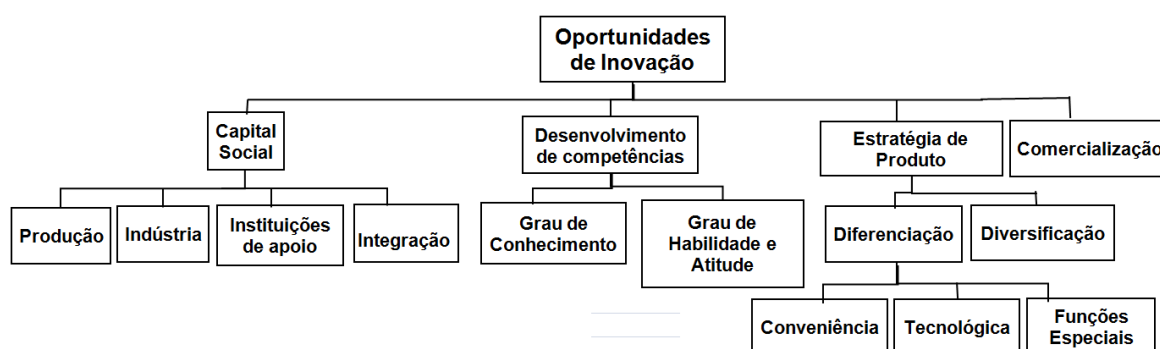 Oportunidades
de Inovação
Capital
Social
Desenvolvimento
de competências
Estratégia de
Produto
Comercialização
Produção
Indústria
Instituições
de apoio
Integração
Grau de
Conhecimento
Grau de
Habilidade e
Atitude
Diferenciação
Diversificação
Conveniência
Tecnológica
Funções
Especiais